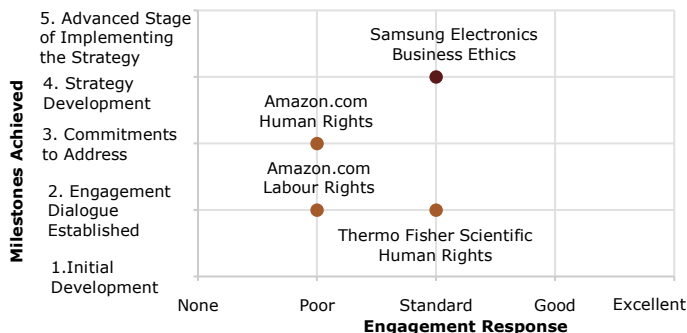 5. Advanced Stage
of Implementing
the Strategy
4. Strategy
Development
3. Commitments
to Address
2. Engagement
Dialogue
Established
1.Initial
Development
Milestones Achieved
Samsung Electronics
Business Ethics
Amazon.com
Human Rights
Amazon.com
Labour Rights
Thermo Fisher Scientific
Human Rights
None
Poor
Standard
Good
Excellent
Engagement Response